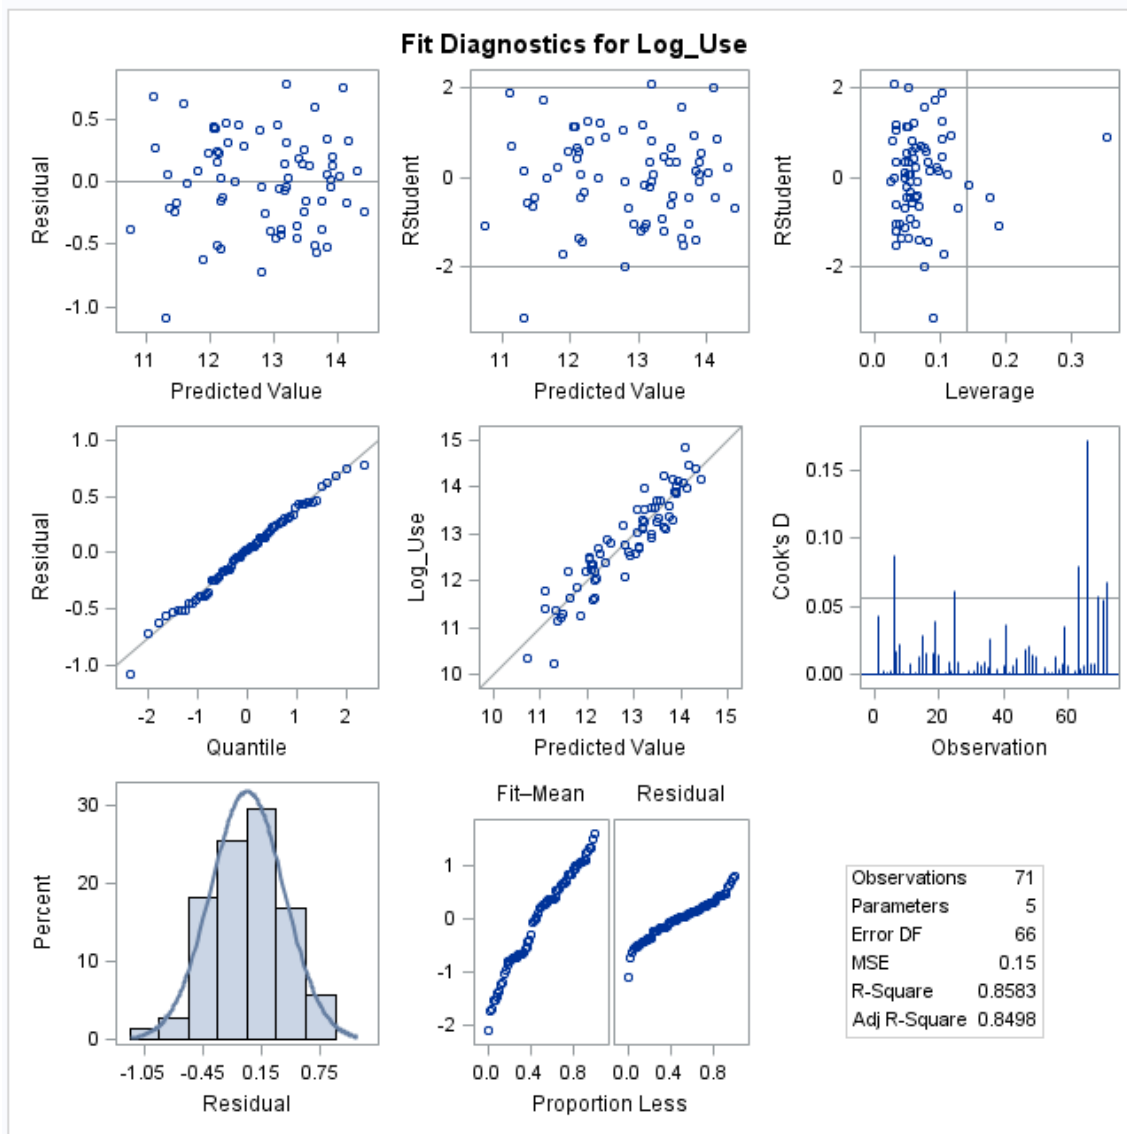 Fit Diagnostics for Log_Use
Residual
0.5
0.0
-0.5
-1.0
11 12 13 14
Predicted Value
RStudent
2
0
-2
11 12 13 14
Predicted Value
RStudent
2
0
-2
0.0 0.1 0.2 0.3
Leverage
Residual
1.0
0.5
0.0
-0.5
-1.0
-2 -1 0 1 2
Quantile
Log_Use
15
14
13
12
11
10
10 11 12 13 14 15
Predicted Value
Cook's D
0.15
0.10
0.05
0.00
0 20 40 60
Observation
Percent
30
20
10
0
-1.05 -0.45 0.15 0.75
Residual
Fit–Mean Residual
1
0
-1
-2
0.0 0.4 0.8 0.0 0.4 0.8
Proportion Less
Observations 71
Parameters 5
Error DF 66
MSE 0.15
R-Square 0.8583
Adj R-Square 0.8498